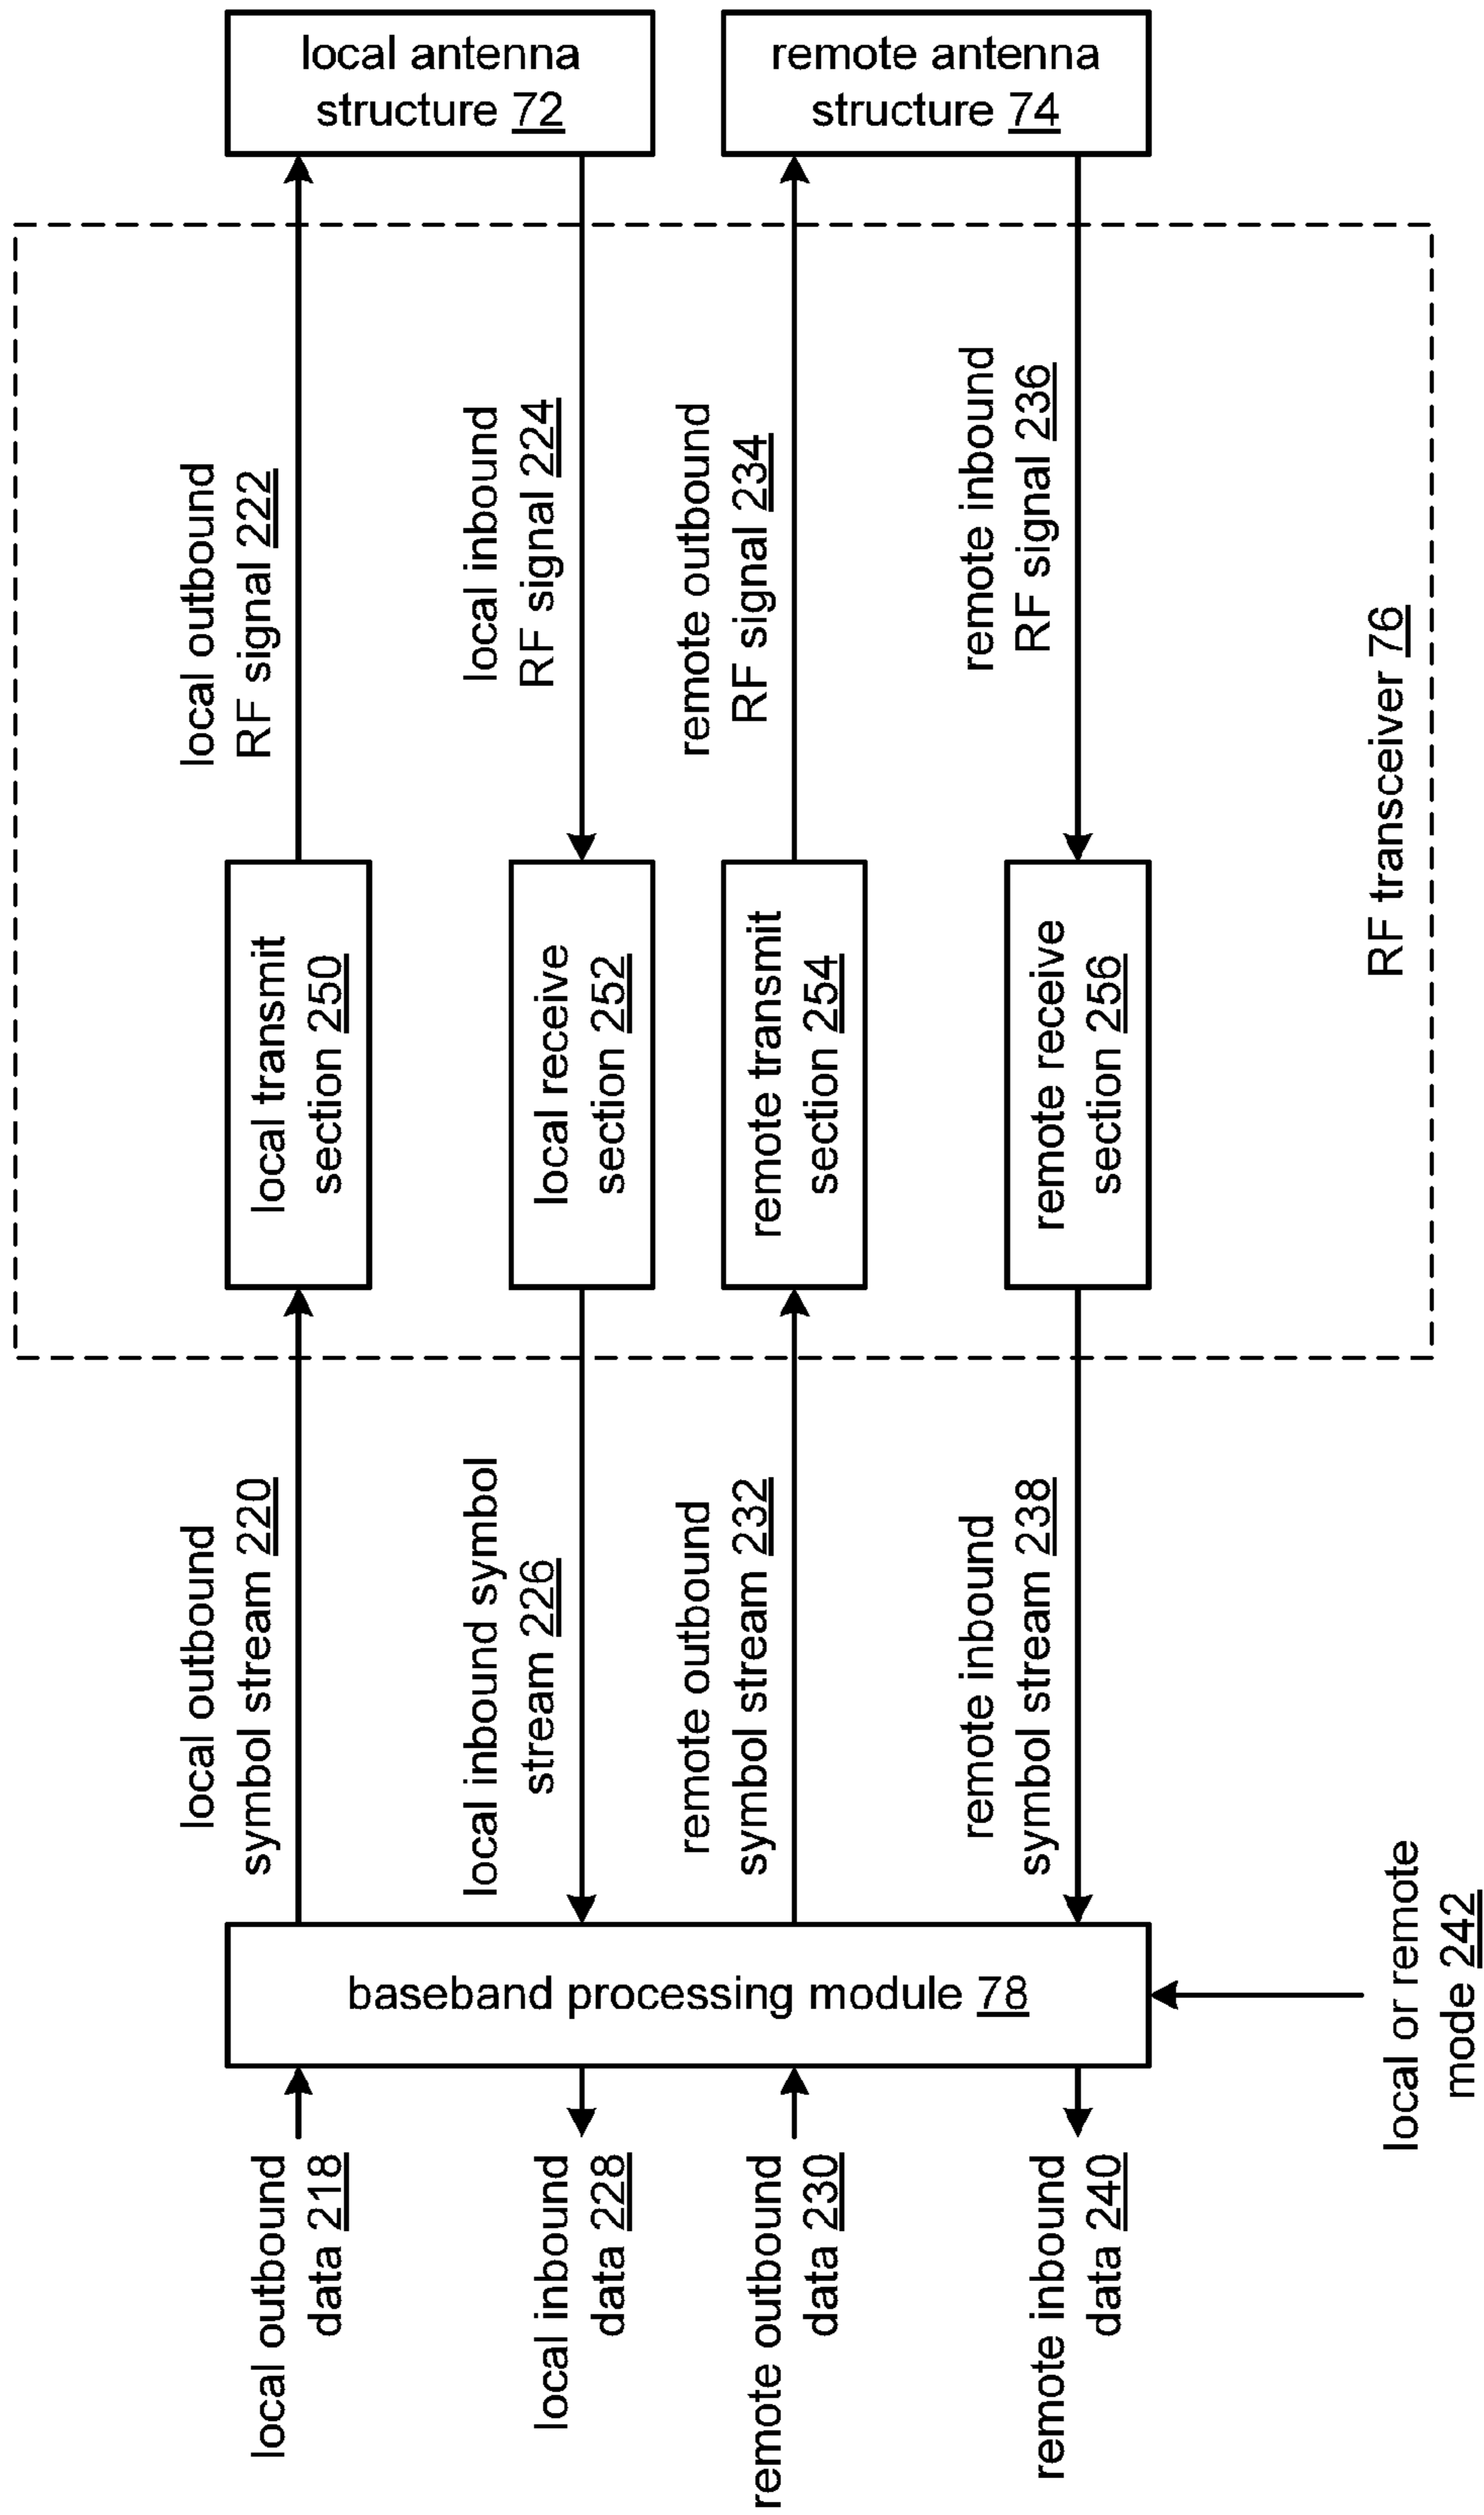 local antenna
structure 72
remote antenna
structure 74
local outbound
RF signal 222
local inbound
RF signal 224
remote outbound
RF signal 234
remote inbound
RF signal 236
local transmit
section 250
local receive
section 252
remote transmit
section 254
remote receive
section 256
RF transceiver 76
local outbound
symbol stream 220
local inbound symbol
stream 226
remote outbound
symbol stream 232
remote inbound
symbol stream 238
baseband processing module 78
local or remote
mode 242
local outbound
data 218
local inbound
data 228
remote outbound
data 230
remote inbound
data 240